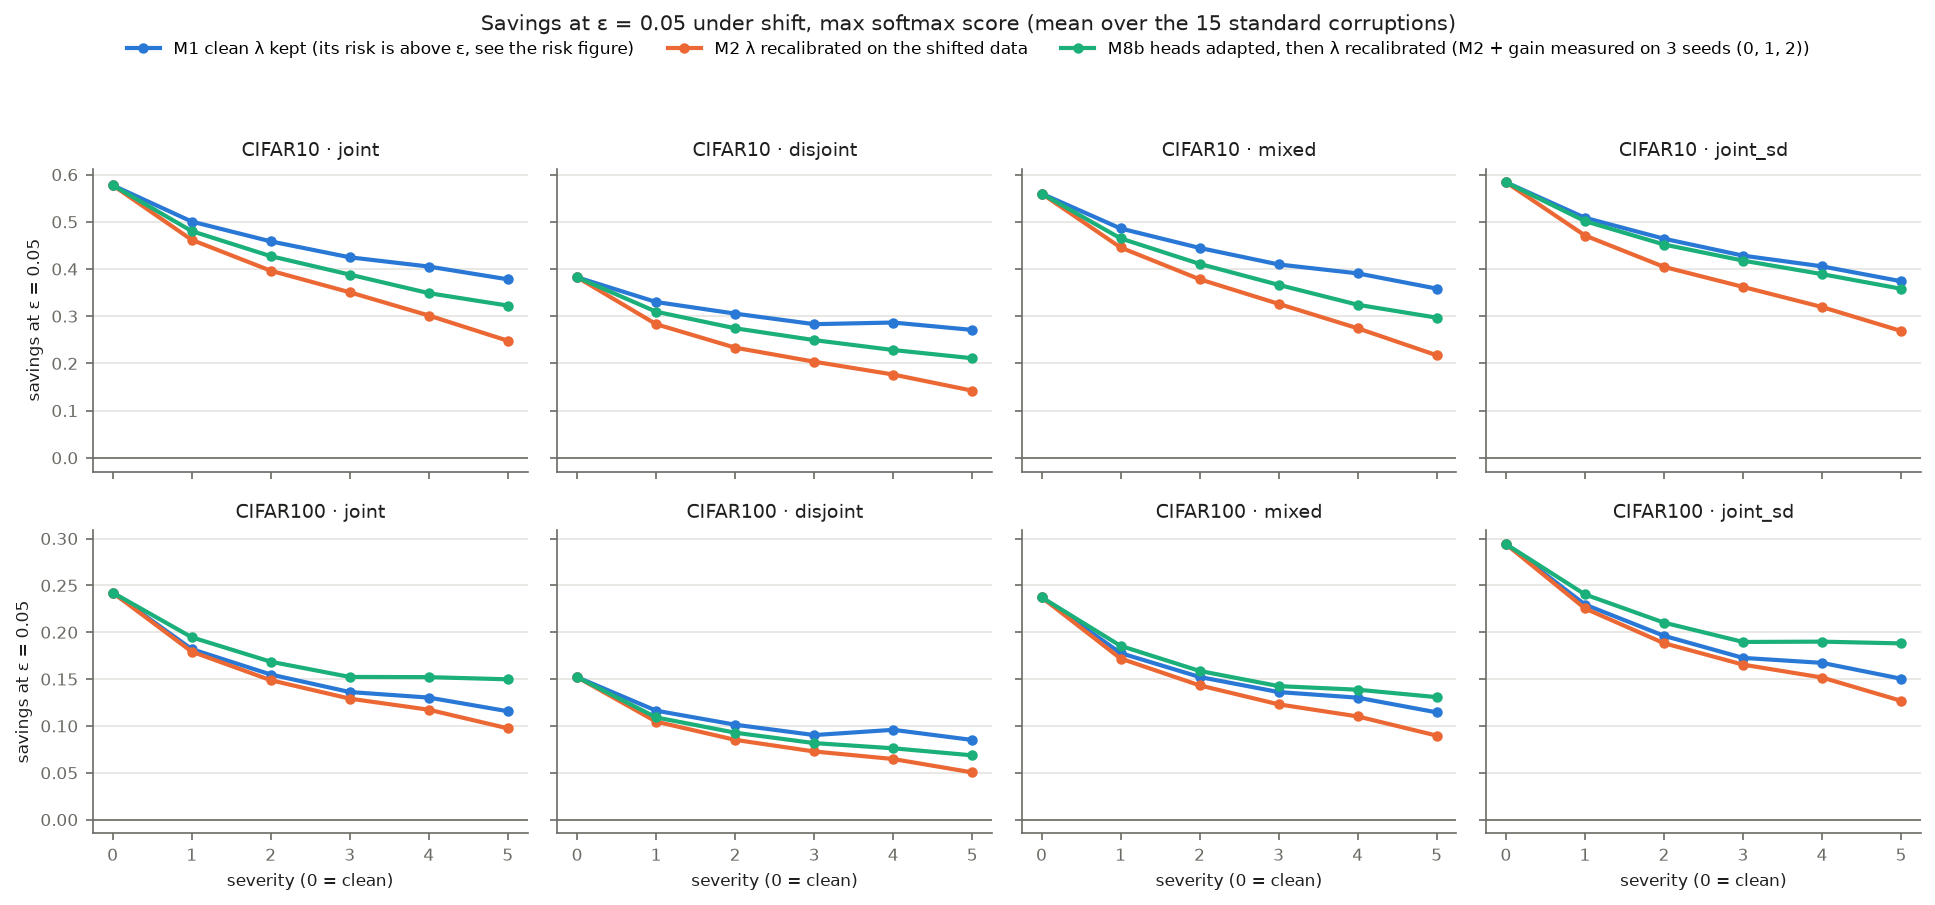 Savings at ε = 0.05 under shift, max softmax score (mean over the 15 standard corruptions)
M1 clean λ kept (its risk is above ε, see the risk figure)
M2 λ recalibrated on the shifted data
M8b heads adapted, then λ recalibrated (M2 + gain measured on 3 seeds (0, 1, 2))
CIFAR10 · joint
CIFAR10 · disjoint
CIFAR10 · mixed
CIFAR10 · joint_sd
savings at ε = 0.05
0.6
0.5
0.4
0.3
0.2
0.1
0.0
CIFAR100 · joint
CIFAR100 · disjoint
CIFAR100 · mixed
CIFAR100 · joint_sd
savings at ε = 0.05
0.30
0.25
0.20
0.15
0.10
0.05
0.00
0 1 2 3 4 5
0 1 2 3 4 5
0 1 2 3 4 5
0 1 2 3 4 5
severity (0 = clean)
severity (0 = clean)
severity (0 = clean)
severity (0 = clean)